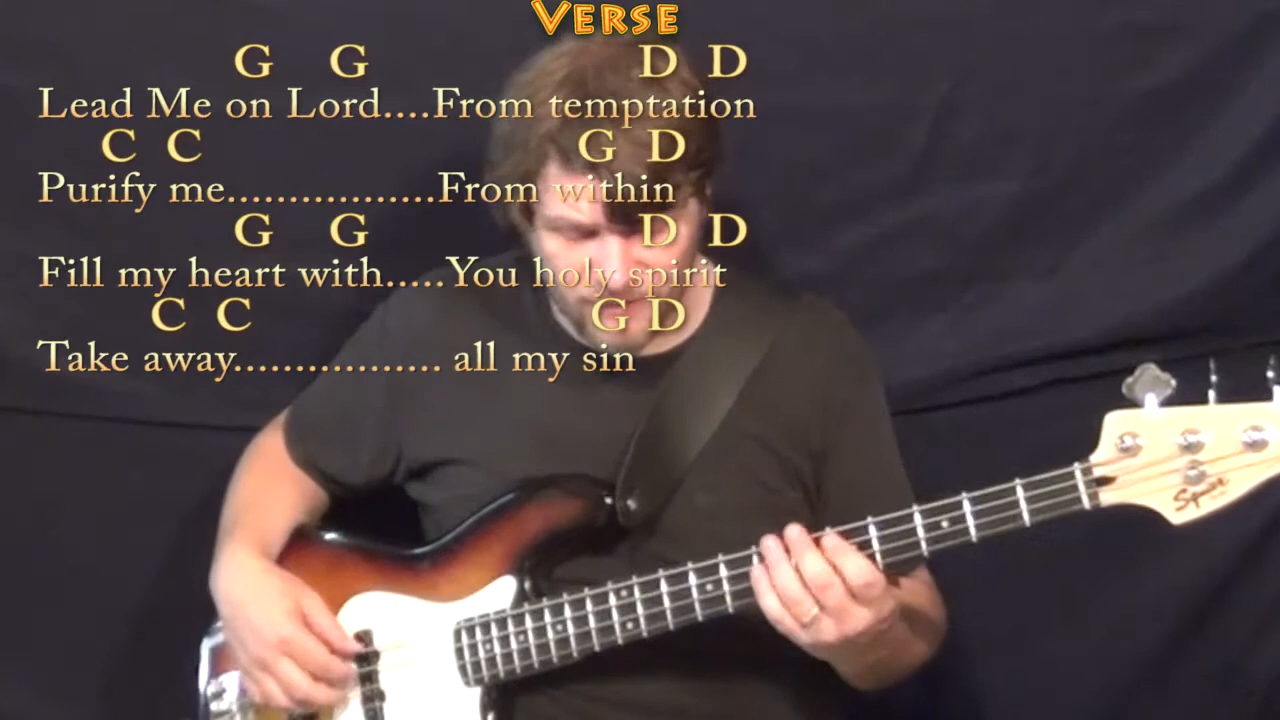 VERSE
G G D D
Lead Me on Lord....From temptation
C C G D
Purify me.................From within
G G D D
Fill my heart with.....You holy spirit
C C G D
Take away................. all my sin
Squier